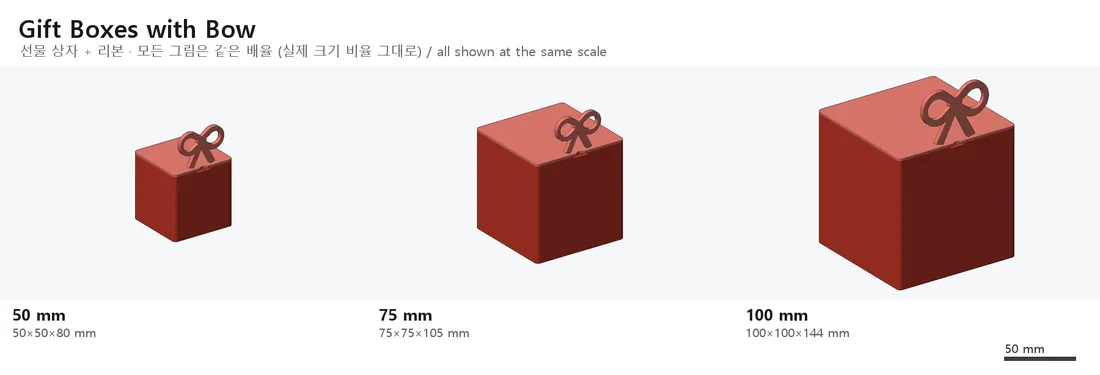 Gift Boxes with Bow
선물 상자 + 리본 · 모든 그림은 같은 배율 (실제 크기 비율 그대로) / all shown at the same scale
50 mm
50×50×80 mm
75 mm
75×75×105 mm
100 mm
100×100×144 mm
50 mm